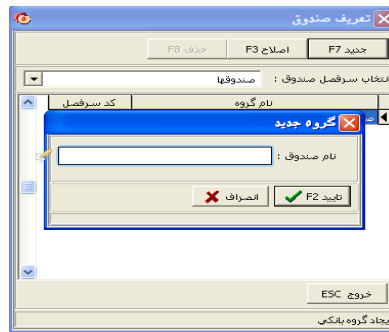 تعریف صندوق
جدید F7 اصلاح F3 حذف F8
انتخاب سرفصل صندوق : صندوقها
نام گروه کد سرفصل
گروه جدید
نام صندوق :
تایید F2 انصراف
خروج ESC
ایجاد گروه بانکی